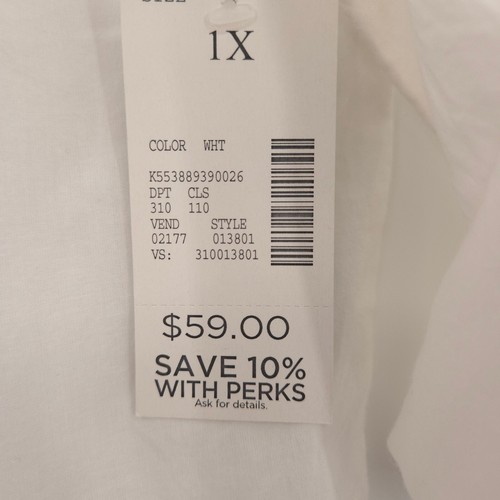 SIZE
1X
COLOR WHT
K553889390026
DPT CLS
310 110
VEND STYLE
02177 013801
VS: 310013801
$59.00
SAVE 10%
WITH PERKS
Ask for details.